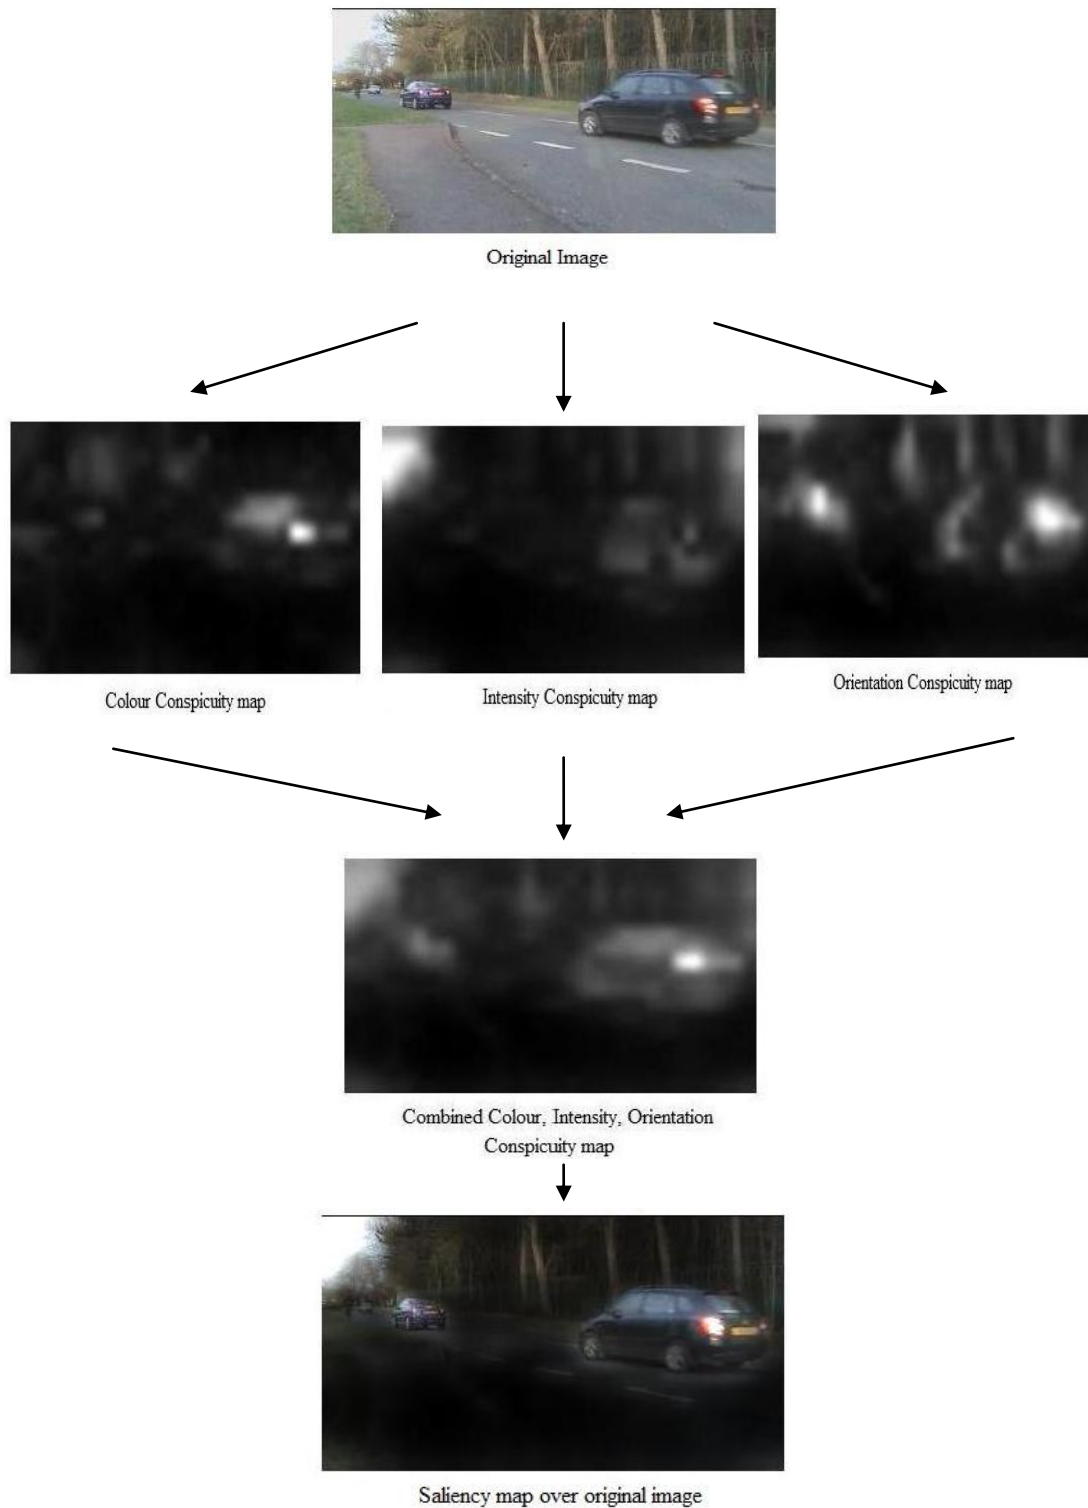 Original Image
Colour Conspicuity map
Intensity Conspicuity map
Orientation Conspicuity map
Combined Colour, Intensity, Orientation
Conspicuity map
Saliency map over original image